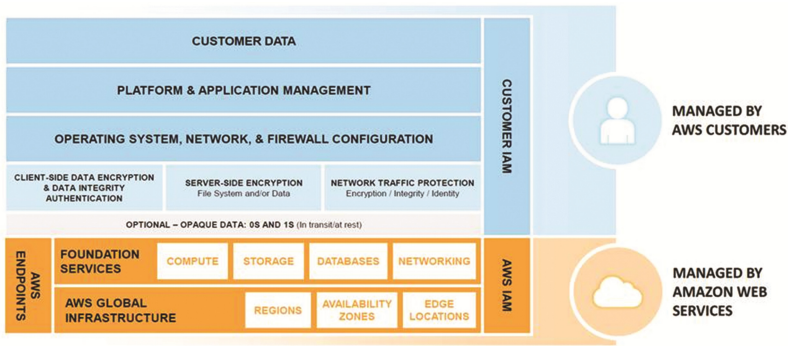 CUSTOMER DATA
PLATFORM & APPLICATION MANAGEMENT
OPERATING SYSTEM, NETWORK, & FIREWALL CONFIGURATION
CLIENT-SIDE DATA ENCRYPTION
& DATA INTEGRITY
AUTHENTICATION
SERVER-SIDE ENCRYPTION
File System and/or Data
NETWORK TRAFFIC PROTECTION
Encryption / Integrity / Identity
OPTIONAL – OPAQUE DATA: 0S AND 1S (In transit/at rest)
CUSTOMER IAM
MANAGED BY
AWS CUSTOMERS
AWS
ENDPOINTS
FOUNDATION
SERVICES
COMPUTE
STORAGE
DATABASES
NETWORKING
AWS GLOBAL
INFRASTRUCTURE
REGIONS
AVAILABILITY
ZONES
EDGE
LOCATIONS
AWS IAM
MANAGED BY
AMAZON WEB
SERVICES